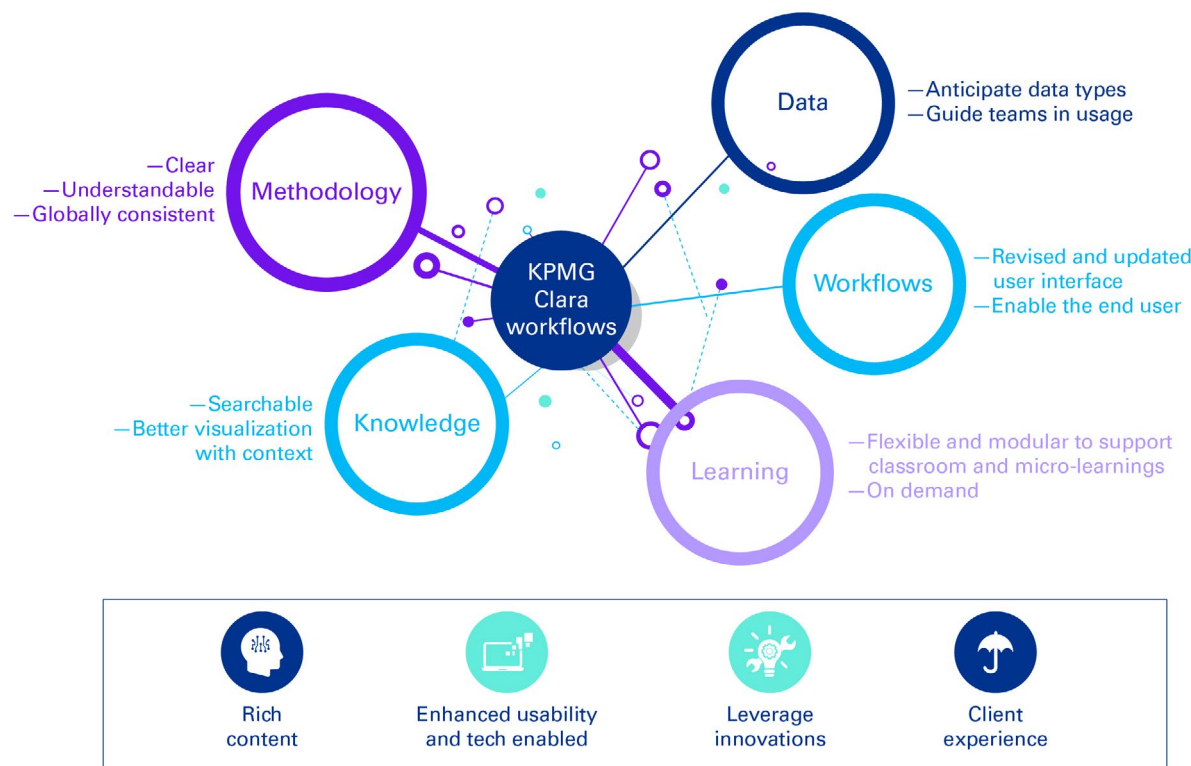 KPMG
Clara
workflows
Methodology
—Clear
—Understandable
—Globally consistent
Data
—Anticipate data types
—Guide teams in usage
Workflows
—Revised and updated
user interface
—Enable the end user
Knowledge
—Searchable
—Better visualization
with context
Learning
—Flexible and modular to support
classroom and micro-learnings
—On demand
Rich
content
Enhanced usability
and tech enabled
Leverage
innovations
Client
experience